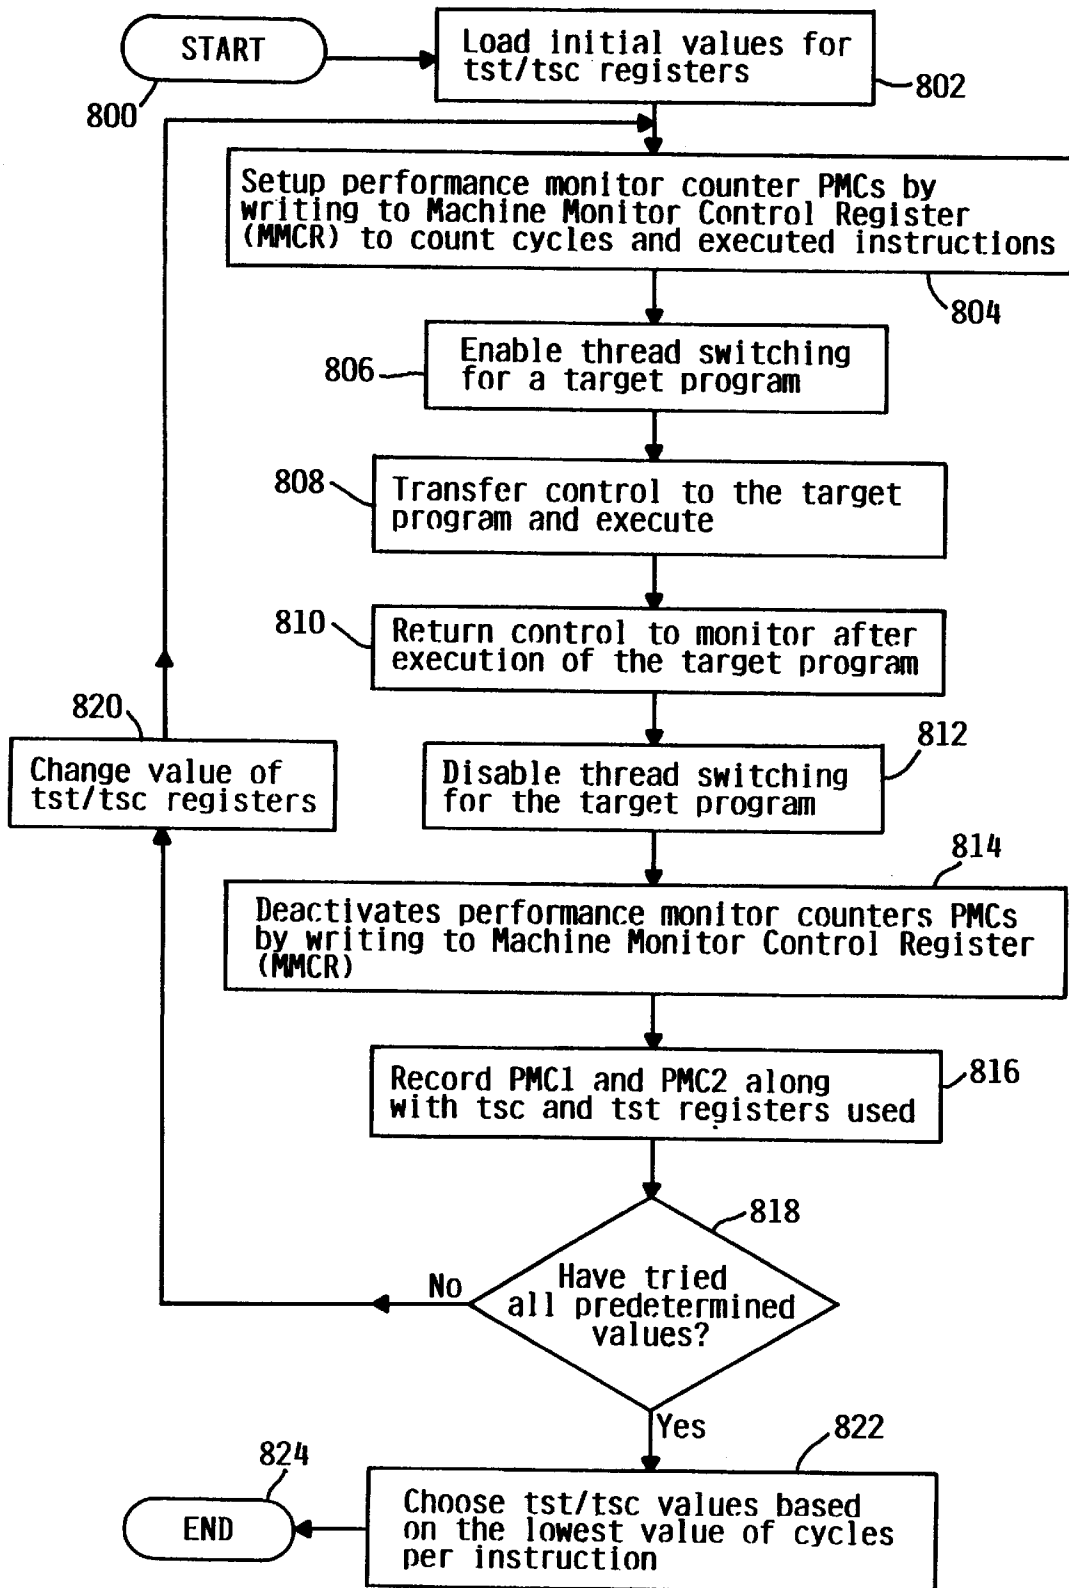 START
800
Load initial values for
tst/tsc registers
802
Setup performance monitor counter PMCs by
writing to Machine Monitor Control Register
(MMCR) to count cycles and executed instructions
804
806
Enable thread switching
for a target program
808
Transfer control to the target
program and execute
810
Return control to monitor after
execution of the target program
820
Change value of
tst/tsc registers
812
Disable thread switching
for the target program
814
Deactivates performance monitor counters PMCs
by writing to Machine Monitor Control Register
(MMCR)
816
Record PMC1 and PMC2 along
with tsc and tst registers used
818
Have tried
all predetermined
values?
No
Yes
822
Choose tst/tsc values based
on the lowest value of cycles
per instruction
824
END